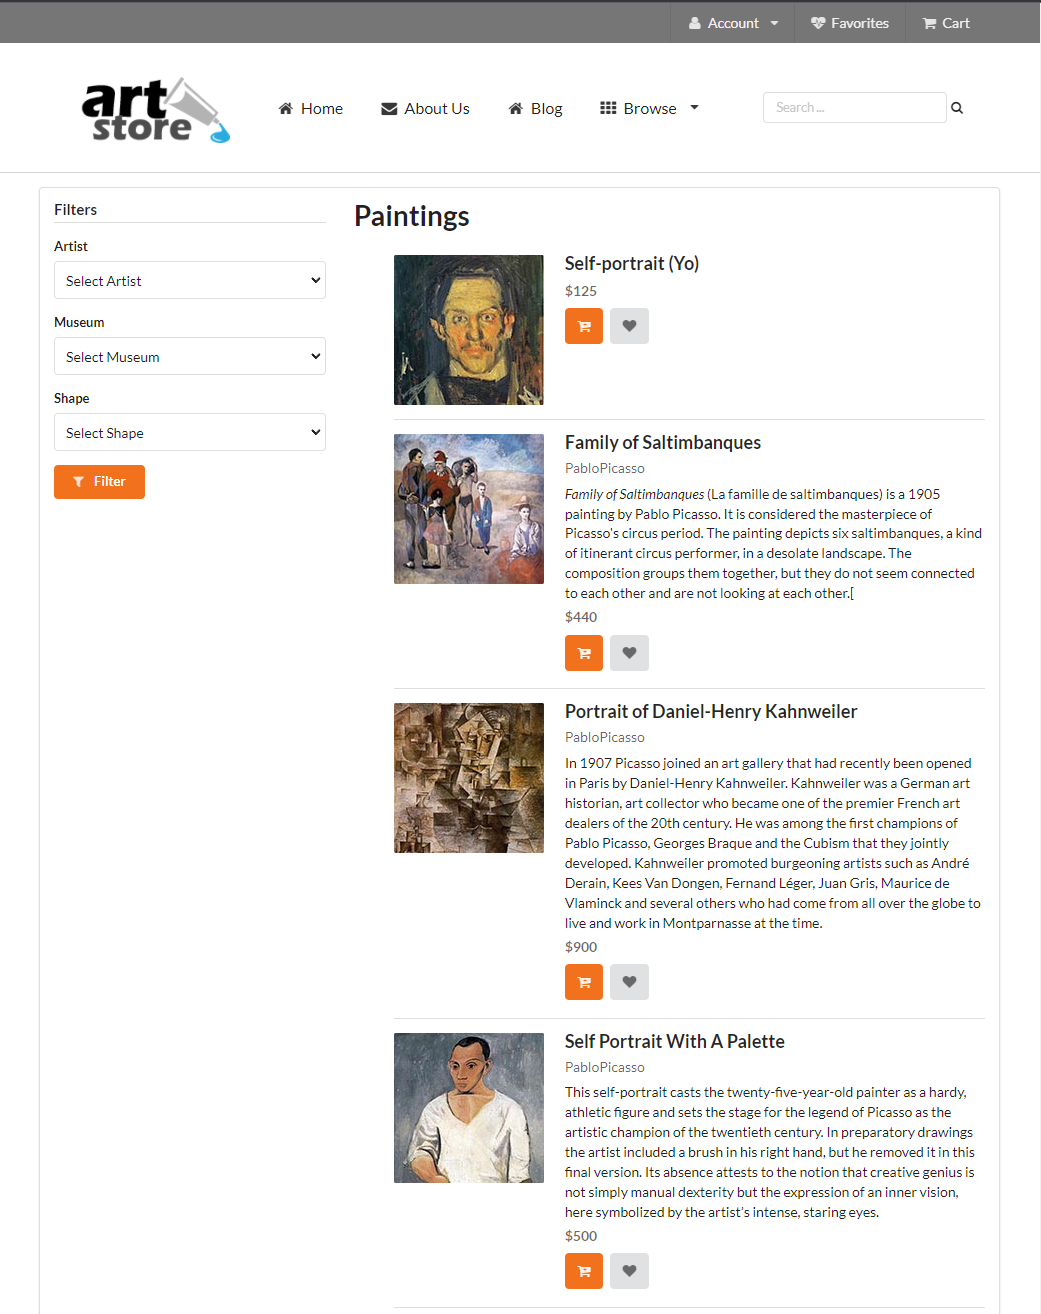 Account
Favorites
Cart
art
store
Home
About Us
Blog
Browse
Search ...
Filters
Artist
Select Artist
Museum
Select Museum
Shape
Select Shape
Filter
Paintings
Self-portrait (Yo)
$125
Family of Saltimbanques
PabloPicasso
Family of Saltimbanques (La famille de saltimbanques) is a 1905
painting by Pablo Picasso. It is considered the masterpiece of
Picasso's circus period. The painting depicts six saltimbanques, a kind
of itinerant circus performer, in a desolate landscape. The
composition groups them together, but they do not seem connected
to each other and are not looking at each other.[
$440
Portrait of Daniel-Henry Kahnweiler
PabloPicasso
In 1907 Picasso joined an art gallery that had recently been opened
in Paris by Daniel-Henry Kahnweiler. Kahnweiler was a German art
historian, art collector who became one of the premier French art
dealers of the 20th century. He was among the first champions of
Pablo Picasso, Georges Braque and the Cubism that they jointly
developed. Kahnweiler promoted burgeoning artists such as André
Derain, Kees Van Dongen, Fernand Léger, Juan Gris, Maurice de
Vlaminck and several others who had come from all over the globe to
live and work in Montparnasse at the time.
$900
Self Portrait With A Palette
PabloPicasso
This self-portrait casts the twenty-five-year-old painter as a hardy,
athletic figure and sets the stage for the legend of Picasso as the
artistic champion of the twentieth century. In preparatory drawings
the artist included a brush in his right hand, but he removed it in this
final version. Its absence attests to the notion that creative genius is
not simply manual dexterity but the expression of an inner vision,
here symbolized by the artist's intense, staring eyes.
$500